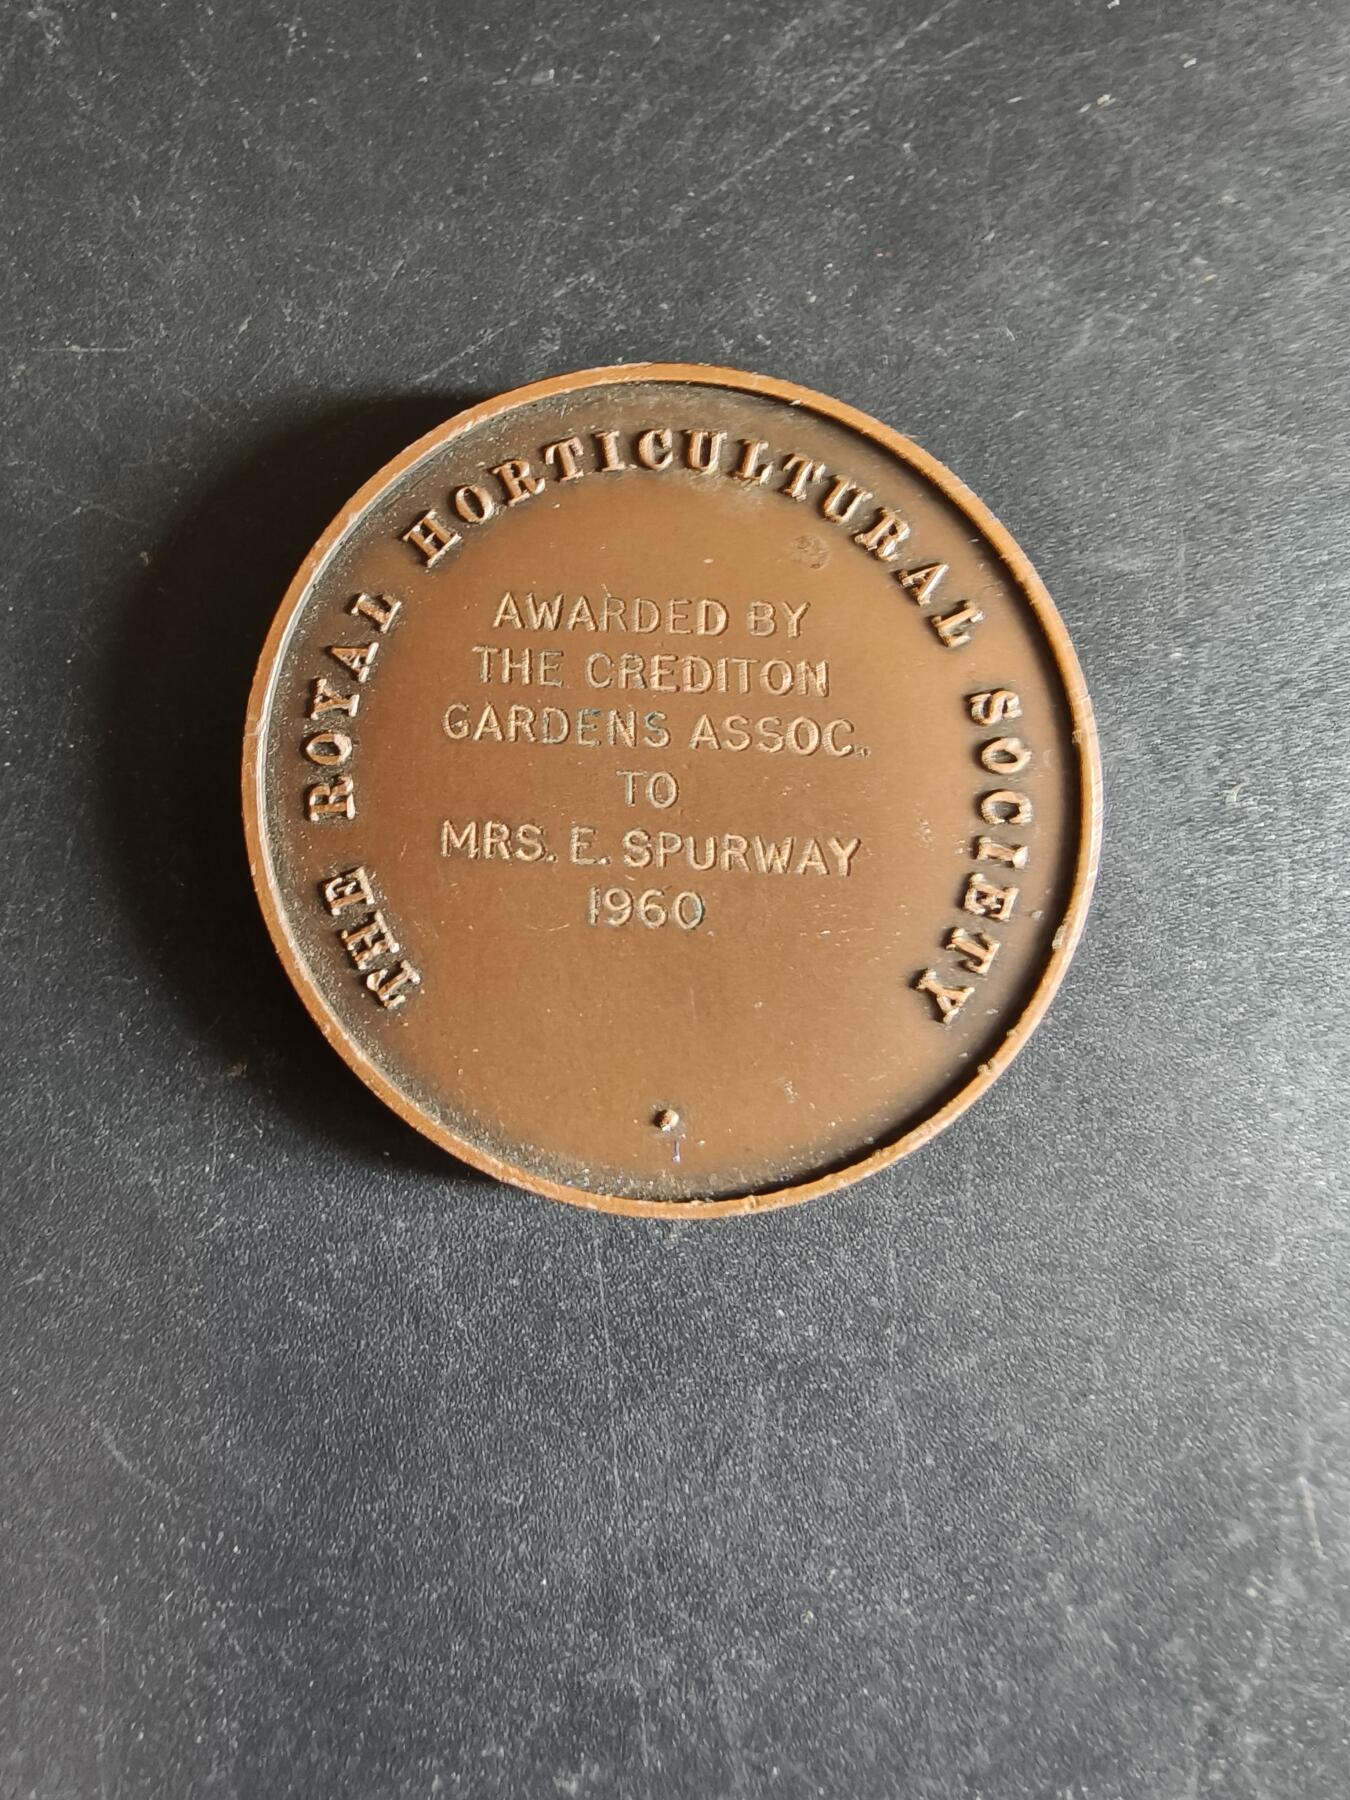 THE ROYAL HORTICULTURAL SOCIETY
AWARDED BY
THE CREDITON
GARDENS ASSOC.
TO
MRS. E. SPURWAY
1960